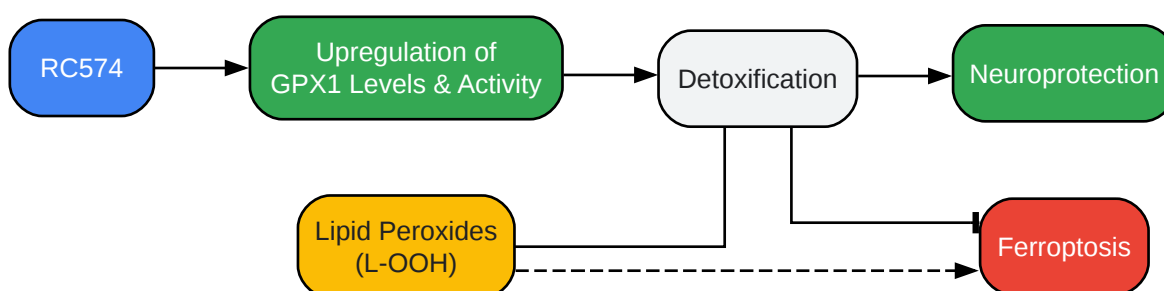 RC574
Upregulation of
GPX1 Levels & Activity
Detoxification
Neuroprotection
Lipid Peroxides
(L-OOH)
Ferroptosis